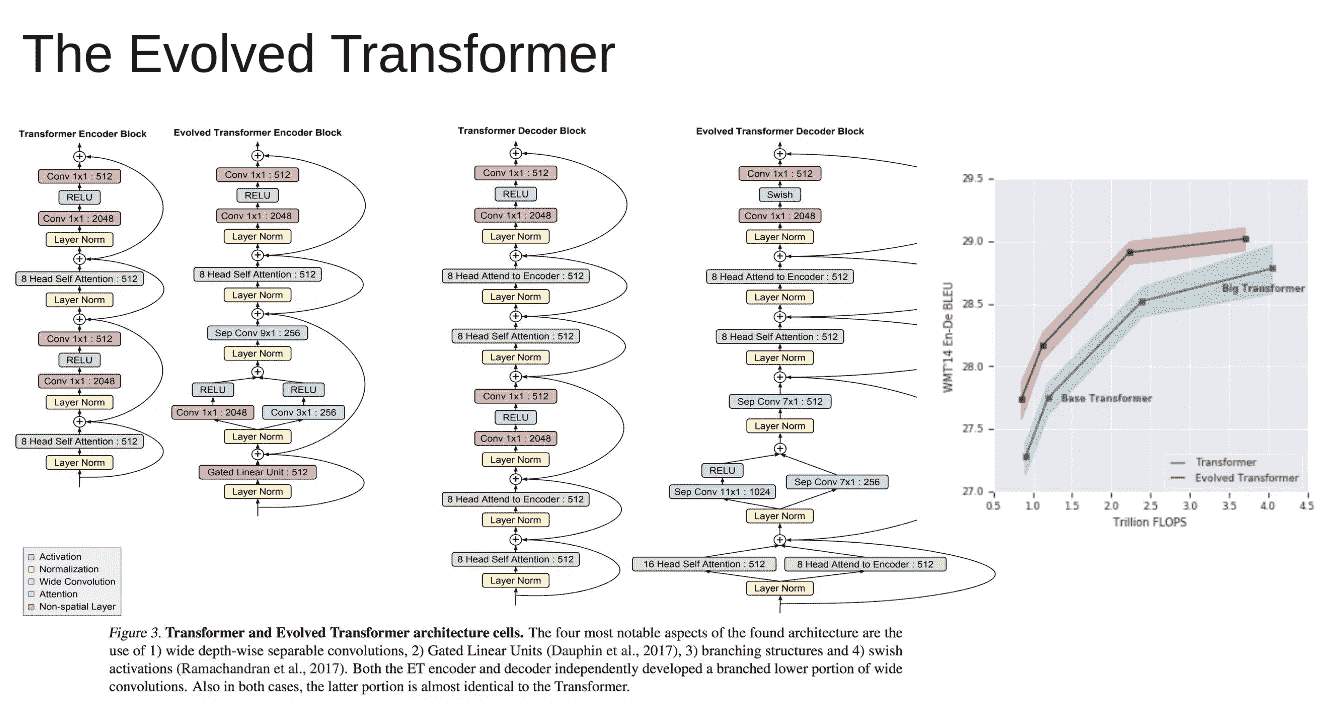 The Evolved Transformer
Transformer Encoder Block
Conv 1x1 : 512
RELU
Conv 1x1 : 2048
Layer Norm
8 Head Self Attention : 512
Layer Norm
Conv 1x1 : 512
RELU
Conv 1x1 : 2048
Layer Norm
8 Head Self Attention : 512
Layer Norm
Evolved Transformer Encoder Block
Conv 1x1 : 512
RELU
Conv 1x1 : 2048
Layer Norm
8 Head Self Attention : 512
Layer Norm
Sep Conv 9x1 : 256
Layer Norm
RELU RELU
Conv 1x1 : 2048 Conv 3x1 : 256
Layer Norm
Gated Linear Unit : 512
Layer Norm
Transformer Decoder Block
Conv 1x1 : 512
RELU
Conv 1x1 : 2048
Layer Norm
8 Head Attend to Encoder : 512
Layer Norm
8 Head Self Attention : 512
Layer Norm
Conv 1x1 : 512
RELU
Conv 1x1 : 2048
Layer Norm
8 Head Attend to Encoder : 512
Layer Norm
8 Head Self Attention : 512
Layer Norm
Evolved Transformer Decoder Block
Conv 1x1 : 512
Swish
Conv 1x1 : 2048
Layer Norm
8 Head Attend to Encoder : 512
Layer Norm
8 Head Self Attention : 512
Layer Norm
Sep Conv 7x1 : 512
Layer Norm
RELU
Sep Conv 11x1 : 1024 Sep Conv 7x1 : 256
Layer Norm
16 Head Self Attention : 512 8 Head Attend to Encoder : 512
Layer Norm
Activation
Normalization
Wide Convolution
Attention
Non-spatial Layer
WMT'14 En-De BLEU
29.5
29.0
28.5
28.0
27.5
27.0
Big Transformer
Base Transformer
Transformer
Evolved Transformer
0.5 1.0 1.5 2.0 2.5 3.0 3.5 4.0 4.5
Trillion FLOPS
Figure 3. Transformer and Evolved Transformer architecture cells. The four most notable aspects of the found architecture are the
use of 1) wide depth-wise separable convolutions, 2) Gated Linear Units (Dauphin et al., 2017), 3) branching structures and 4) swish
activations (Ramachandran et al., 2017). Both the ET encoder and decoder independently developed a branched lower portion of wide
convolutions. Also in both cases, the latter portion is almost identical to the Transformer.